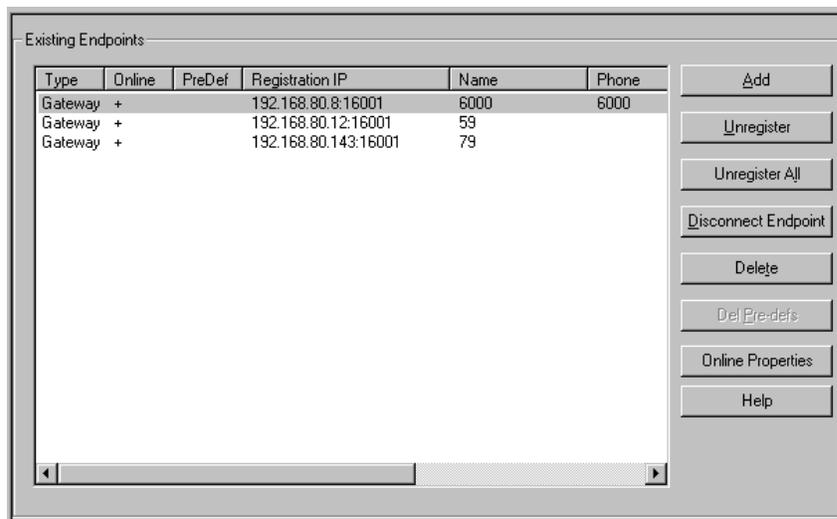 Existing Endpoints
Type Online PreDef Registration IP Name Phone
Gateway + 192.168.80.8:16001 6000 6000
Gateway + 192.168.80.12:16001 59
Gateway + 192.168.80.143:16001 79
Add
Unregister
Unregister All
Disconnect Endpoint
Delete
Del Pre-defs
Online Properties
Help